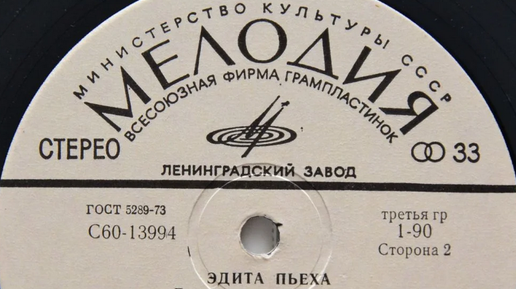 МИНИСТЕРСТВО КУЛЬТУРЫ СССР
МЕЛОДИЯ
ВСЕСОЮЗНАЯ ФИРМА ГРАМПЛАСТИНОК
СТЕРЕО
33
ЛЕНИНГРАДСКИЙ ЗАВОД
ГОСТ 5289-73
С60-13994
третья гр
1-90
Сторона 2
ЭДИТА ПЬЕХА